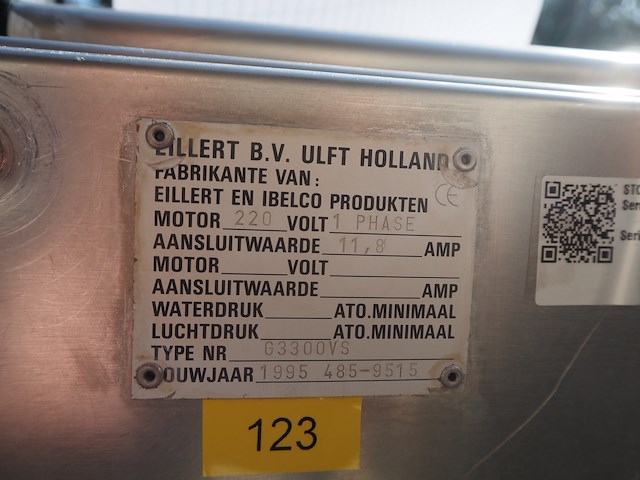 EILLERT B.V. ULFT HOLLAND
FABRIKANTE VAN:
EILLERT EN IBELCO PRODUKTEN CE
MOTOR 220 VOLT 1 PHASE
AANSLUITWAARDE 11,8 AMP
MOTOR VOLT
AANSLUITWAARDE AMP
WATERDRUK ATO.MINIMAAL
LUCHTDRUK ATO.MINIMAAL
TYPE NR G3300VS
BOUWJAAR 1995 485-9515
123